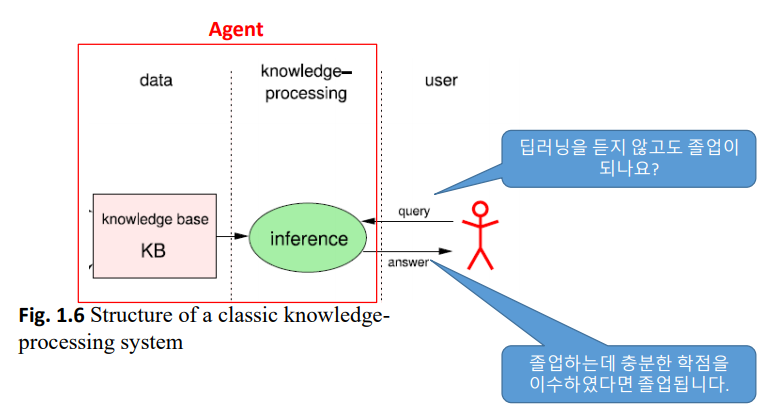 Agent
data
knowledge–
processing
user
딥러닝을 듣지 않고도 졸업이
되나요?
knowledge base
KB
inference
query
answer
Fig. 1.6 Structure of a classic knowledge-
processing system
졸업하는데 충분한 학점을
이수하였다면 졸업됩니다.